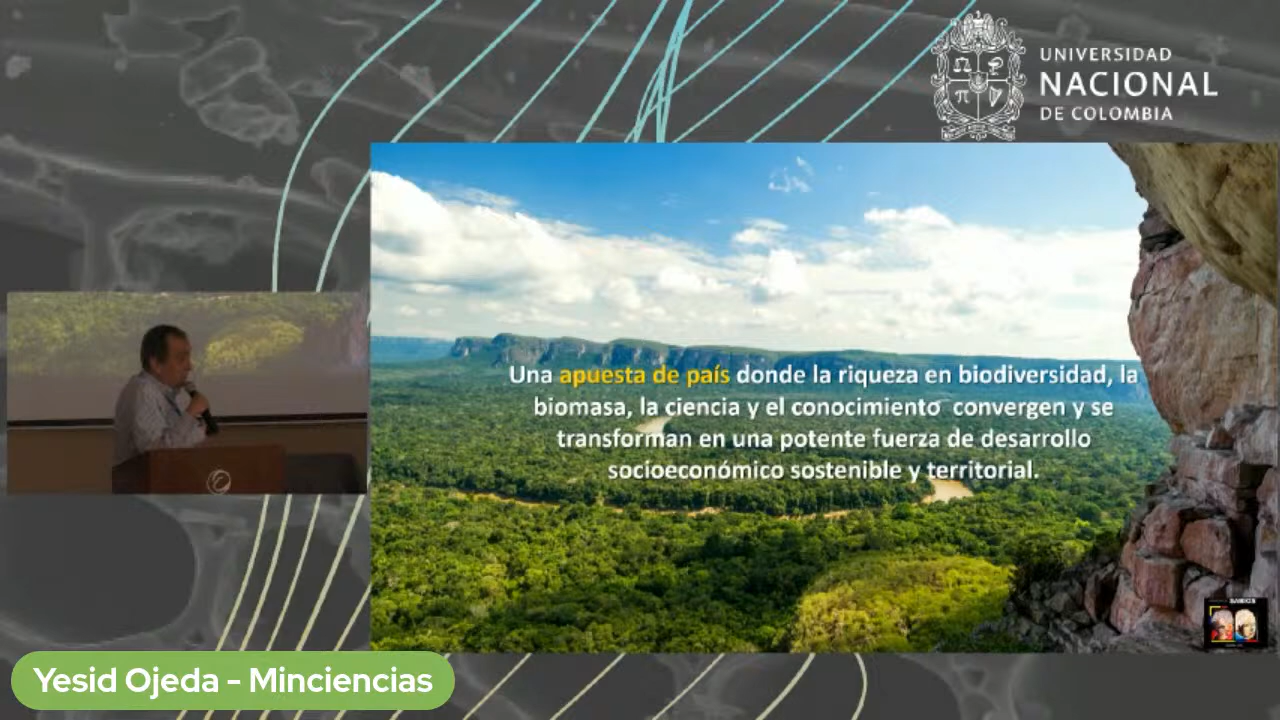 UNIVERSIDAD
NACIONAL
DE COLOMBIA
Una apuesta de país donde la riqueza en biodiversidad, la
biomasa, la ciencia y el conocimiento convergen y se
transforman en una potente fuerza de desarrollo
socioeconómico sostenible y territorial.
Yesid Ojeda - Minciencias